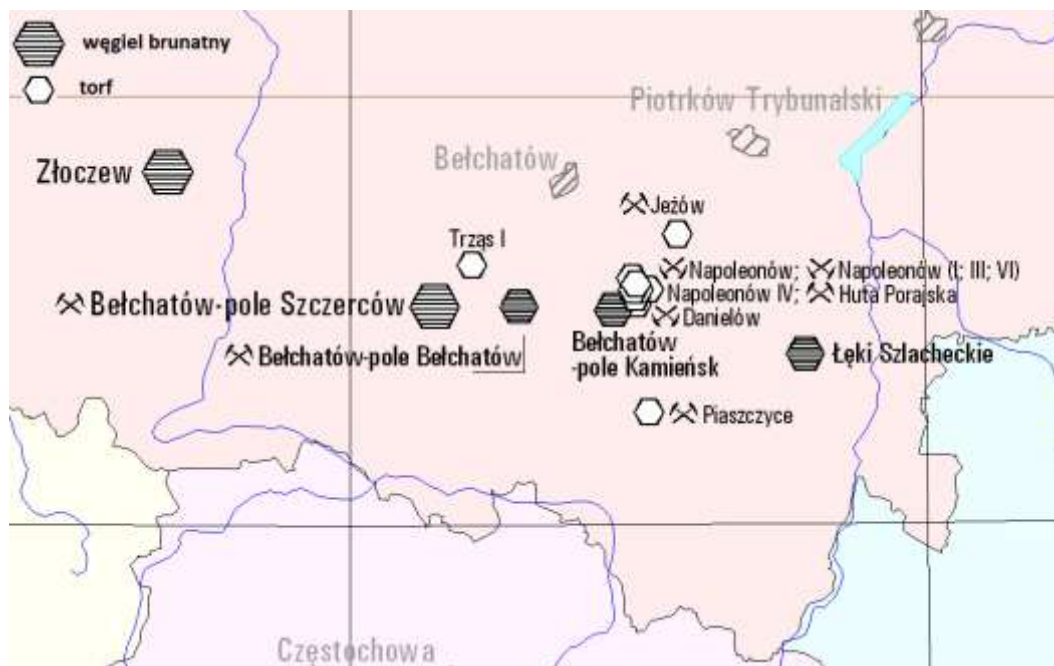 węgiel brunatny
torf
Piotrków Trybunalski
Bełchatów
Złoczew
Jeżów
Trząs I
Napoleonów; Napoleonów (I; III; VI)
Bełchatów-pole Szczerców
Napoleonów IV; Huta Porajska
Danielów
Bełchatów-pole Bełchatów
Bełchatów
-pole Kamieńsk
Łęki Szlacheckie
Piaszczyce
Częstochowa